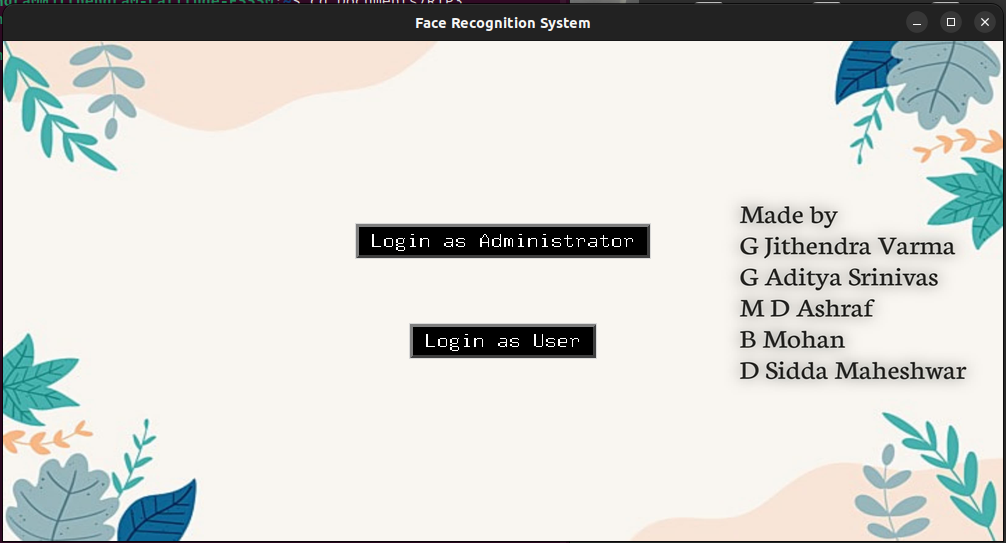 Face Recognition System
Login as Administrator
Login as User
Made by
G Jithendra Varma
G Aditya Srinivas
M D Ashraf
B Mohan
D Sidda Maheshwar